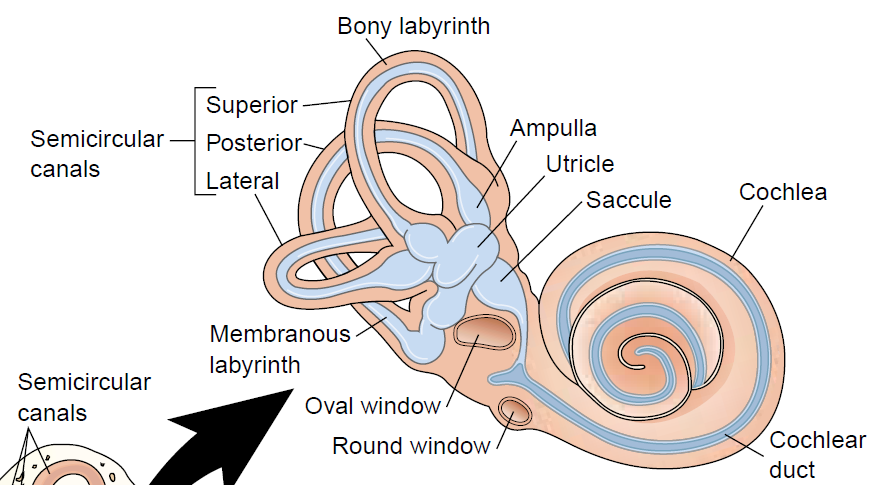 Bony labyrinth
Superior
Semicircular
canals
Posterior
Lateral
Ampulla
Utricle
Saccule
Cochlea
Membranous
labyrinth
Semicircular
canals
Oval window
Round window
Cochlear
duct